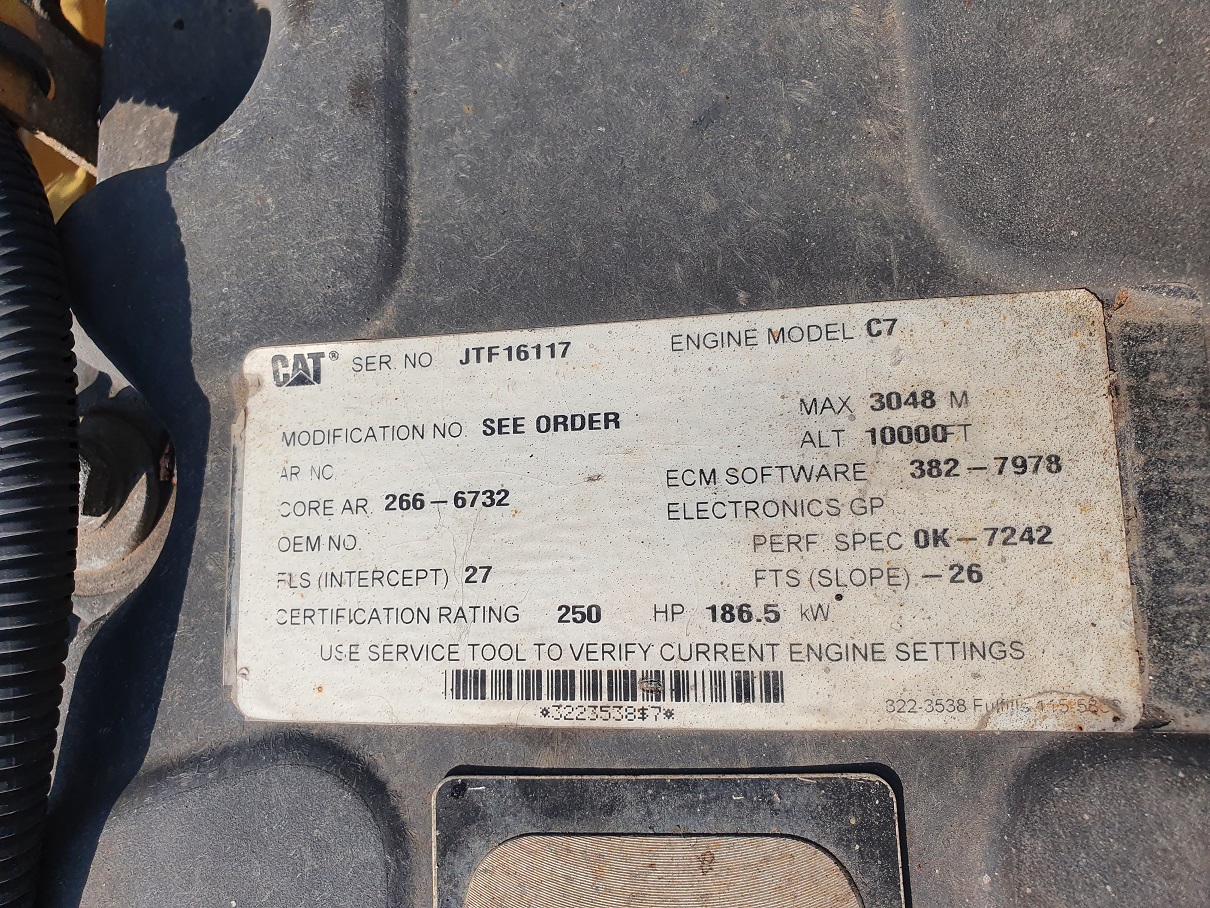 CAT® SER. NO JTF16117 ENGINE MODEL C7
MAX 3048 M
MODIFICATION NO. SEE ORDER
ALT 10000FT
AR NO.
ECM SOFTWARE 382-7978
CORE AR. 266-6732
ELECTRONICS GP
OEM NO.
PERF SPEC 0K-7242
FLS (INTERCEPT) 27
FTS (SLOPE) -26
CERTIFICATION RATING 250 HP 186.5 kW
USE SERVICE TOOL TO VERIFY CURRENT ENGINE SETTINGS
*3223538$7*
322-3538 Fulfills